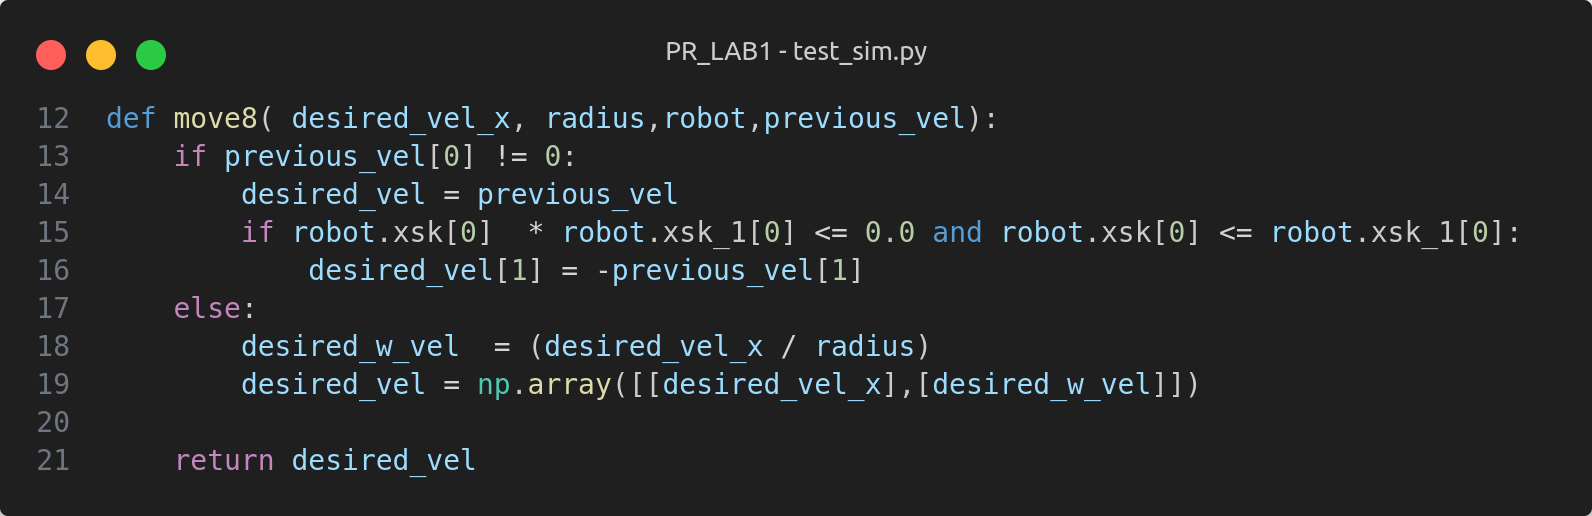 PR_LAB1 - test_sim.py
12 def move8( desired_vel_x, radius,robot,previous_vel):
13     if previous_vel[0] != 0:
14         desired_vel = previous_vel
15         if robot.xsk[0]  * robot.xsk_1[0] <= 0.0 and robot.xsk[0] <= robot.xsk_1[0]:
16             desired_vel[1] = -previous_vel[1]
17     else:
18         desired_w_vel  = (desired_vel_x / radius)
19         desired_vel = np.array([[desired_vel_x],[desired_w_vel]])
20
21     return desired_vel